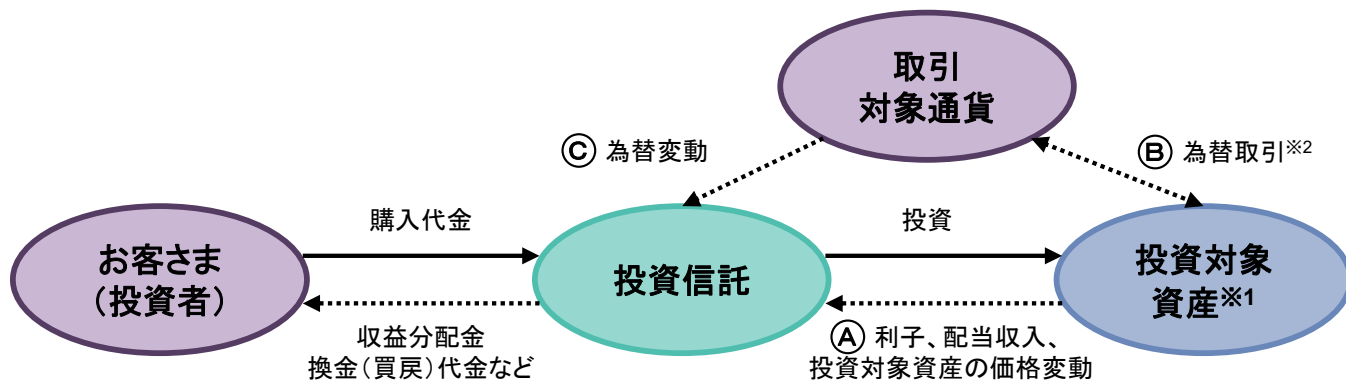 取引
対象通貨
Ⓒ 為替変動
Ⓑ 為替取引※2
購入代金
投資
お客さま
（投資者）
投資信託
投資対象
資産※1
収益分配金
換金（買戻）代金など
Ⓐ 利子、配当収入、
投資対象資産の価格変動